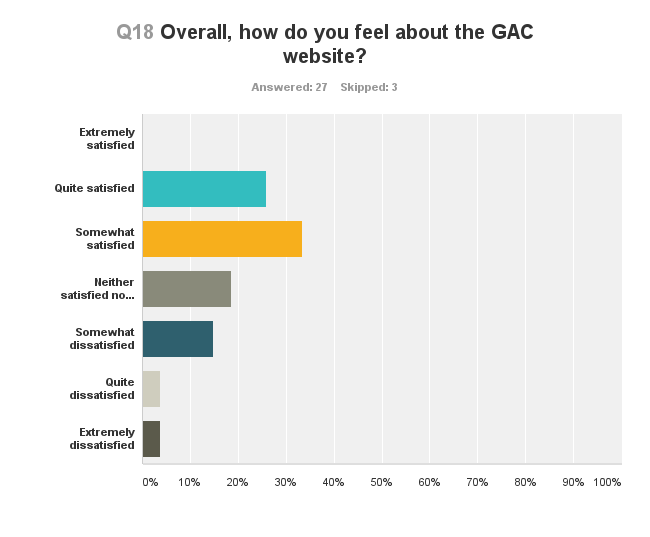 Q18 Overall, how do you feel about the GAC
website?
Answered: 27 Skipped: 3
Extremely
satisfied
Quite satisfied
Somewhat
satisfied
Neither
satisfied no...
Somewhat
dissatisfied
Quite
dissatisfied
Extremely
dissatisfied
0% 10% 20% 30% 40% 50% 60% 70% 80% 90% 100%